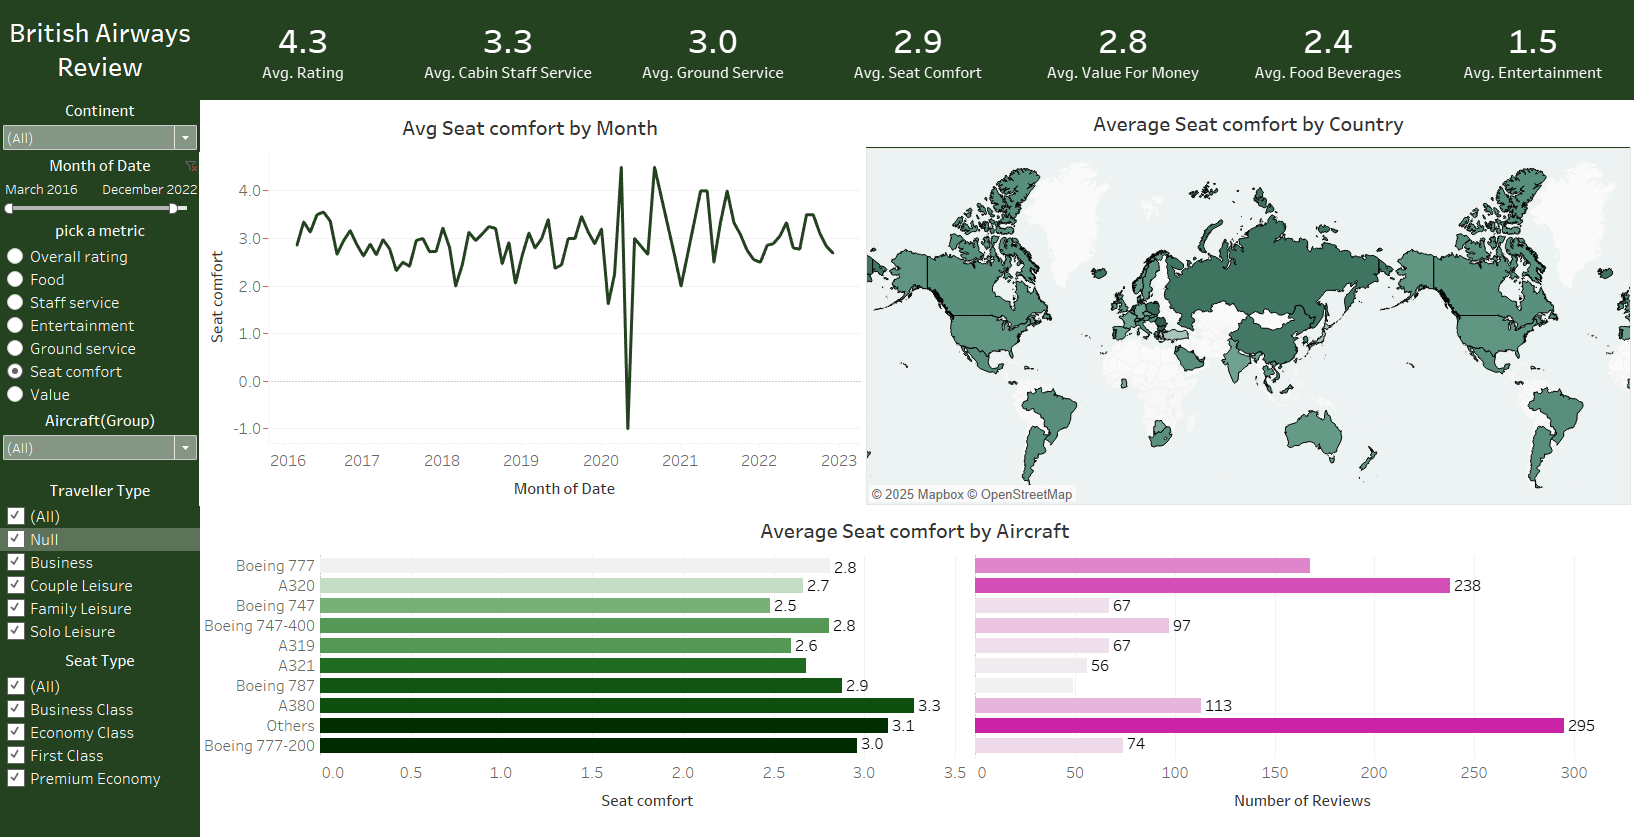 British Airways
Review
4.3
Avg. Rating
3.3
Avg. Cabin Staff Service
3.0
Avg. Ground Service
2.9
Avg. Seat Comfort
2.8
Avg. Value For Money
2.4
Avg. Food Beverages
1.5
Avg. Entertainment
Continent
(All)
Month of Date
March 2016 December 2022
pick a metric
Overall rating
Food
Staff service
Entertainment
Ground service
Seat comfort
Value
Aircraft(Group)
(All)
Traveller Type
(All)
Null
Business
Couple Leisure
Family Leisure
Solo Leisure
Seat Type
(All)
Business Class
Economy Class
First Class
Premium Economy
Avg Seat comfort by Month
Seat comfort
4.0
3.0
2.0
1.0
0.0
-1.0
2016 2017 2018 2019 2020 2021 2022 2023
Month of Date
Average Seat comfort by Country
© 2025 Mapbox © OpenStreetMap
Average Seat comfort by Aircraft
Boeing 777 2.8
A320 2.7 238
Boeing 747 2.5 67
Boeing 747-400 2.8 97
A319 2.6 67
A321 56
Boeing 787 2.9
A380 3.3 113
Others 3.1 295
Boeing 777-200 3.0 74
0.0 0.5 1.0 1.5 2.0 2.5 3.0 3.5
Seat comfort
0 50 100 150 200 250 300
Number of Reviews